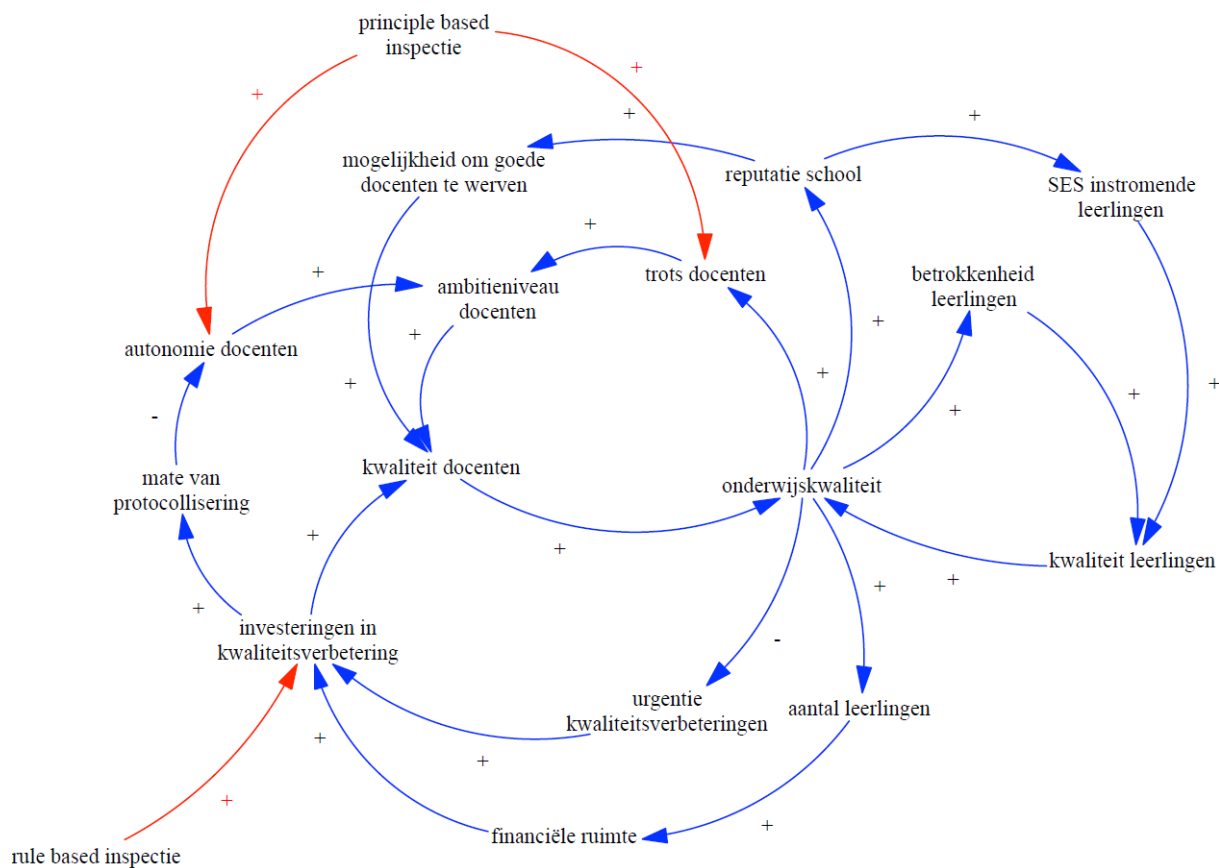 principle based
inspectie
+
+
+
+
mogelijkheid om goede
docenten te werven
reputatie school
SES instromende
leerlingen
+
+
ambitieniveau
docenten
trots docenten
betrokkenheid
leerlingen
autonomie docenten
+
+
+
+
+
+
-
+
kwaliteit docenten
mate van
protocollisering
onderwijskwaliteit
+
+
+
kwaliteit leerlingen
+
+
investeringen in
kwaliteitsverbetering
-
urgentie
kwaliteitsverbeteringen
aantal leerlingen
+
+
+
+
financiële ruimte
rule based inspectie